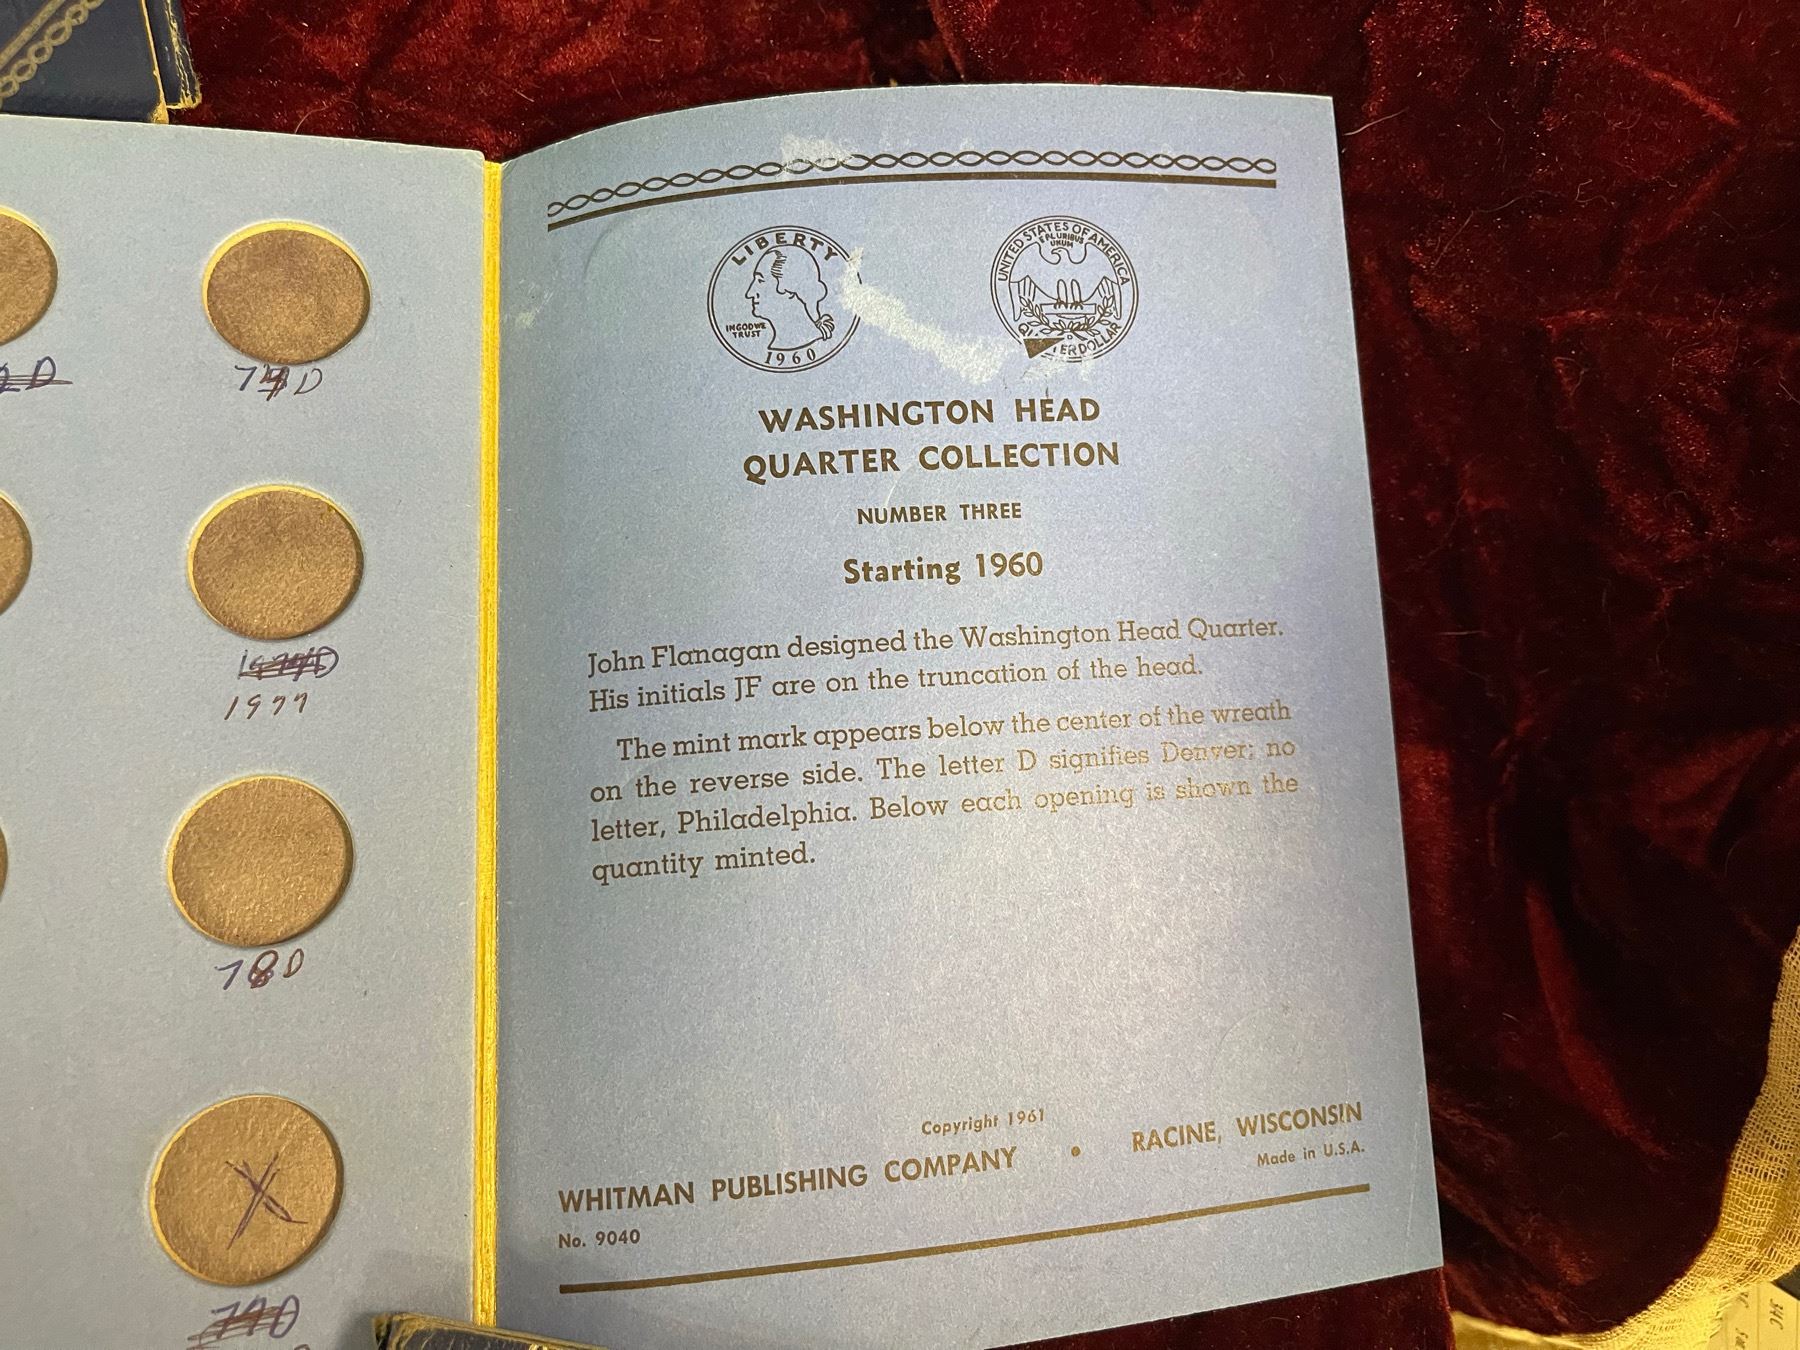 LIBERTY
IN GOD WE
TRUST
1960
UNITED STATES OF AMERICA
E PLURIBUS
UNUM
TER DOLLAR
WASHINGTON HEAD
QUARTER COLLECTION
NUMBER THREE
Starting 1960
John Flanagan designed the Washington Head Quarter.
His initials JF are on the truncation of the head.
The mint mark appears below the center of the wreath
on the reverse side. The letter D signifies Denver; no
letter, Philadelphia. Below each opening is shown the
quantity minted.
Copyright 1961
WHITMAN PUBLISHING COMPANY • RACINE, WISCONSIN
No. 9040
Made in U.S.A.
D
D
1977
78D
X